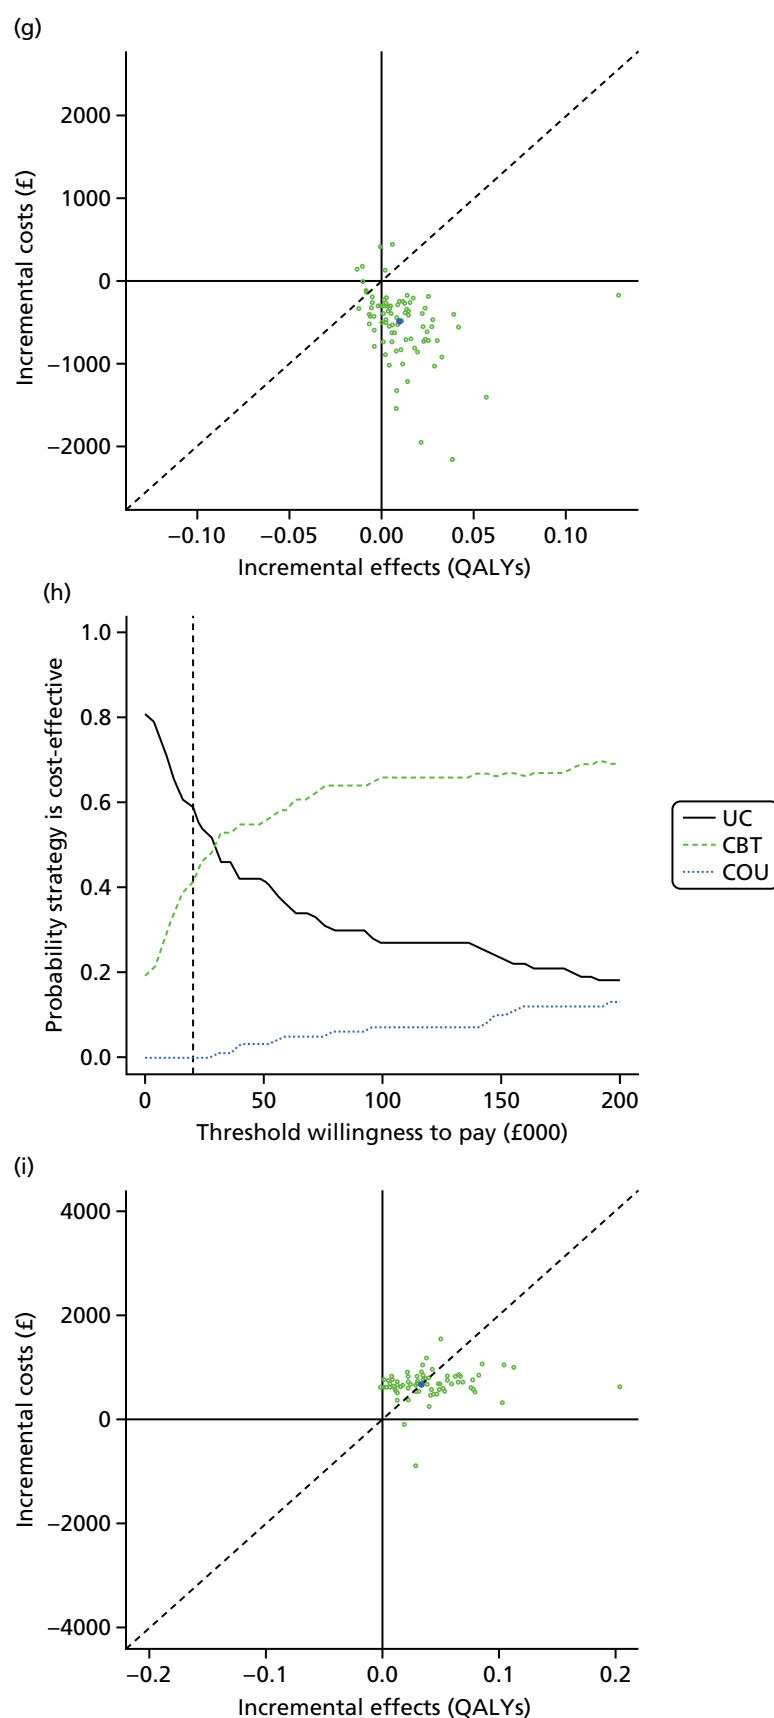 (g)
2000
1000
0
−1000
−2000
Incremental costs (£)
−0.10 −0.05 0.00 0.05 0.10
Incremental effects (QALYs)
(h)
1.0
0.8
0.6
0.4
0.2
0.0
Probability strategy is cost-effective
0 50 100 150 200
Threshold willingness to pay (£000)
UC
CBT
COU
(i)
4000
2000
0
−2000
−4000
Incremental costs (£)
−0.2 −0.1 0.0 0.1 0.2
Incremental effects (QALYs)